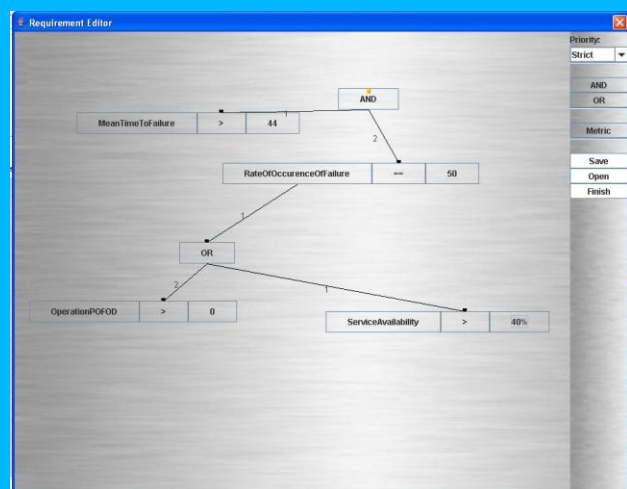 Requirement Editor
Priority:
Strict
AND
OR
Metric
Save
Open
Finish
AND
1
MeanTimeToFailure > 44
2
RateOfOccurenceOfFailure == 50
1
OR
2
1
OperationPOFOD > 0
ServiceAvailability > 40%